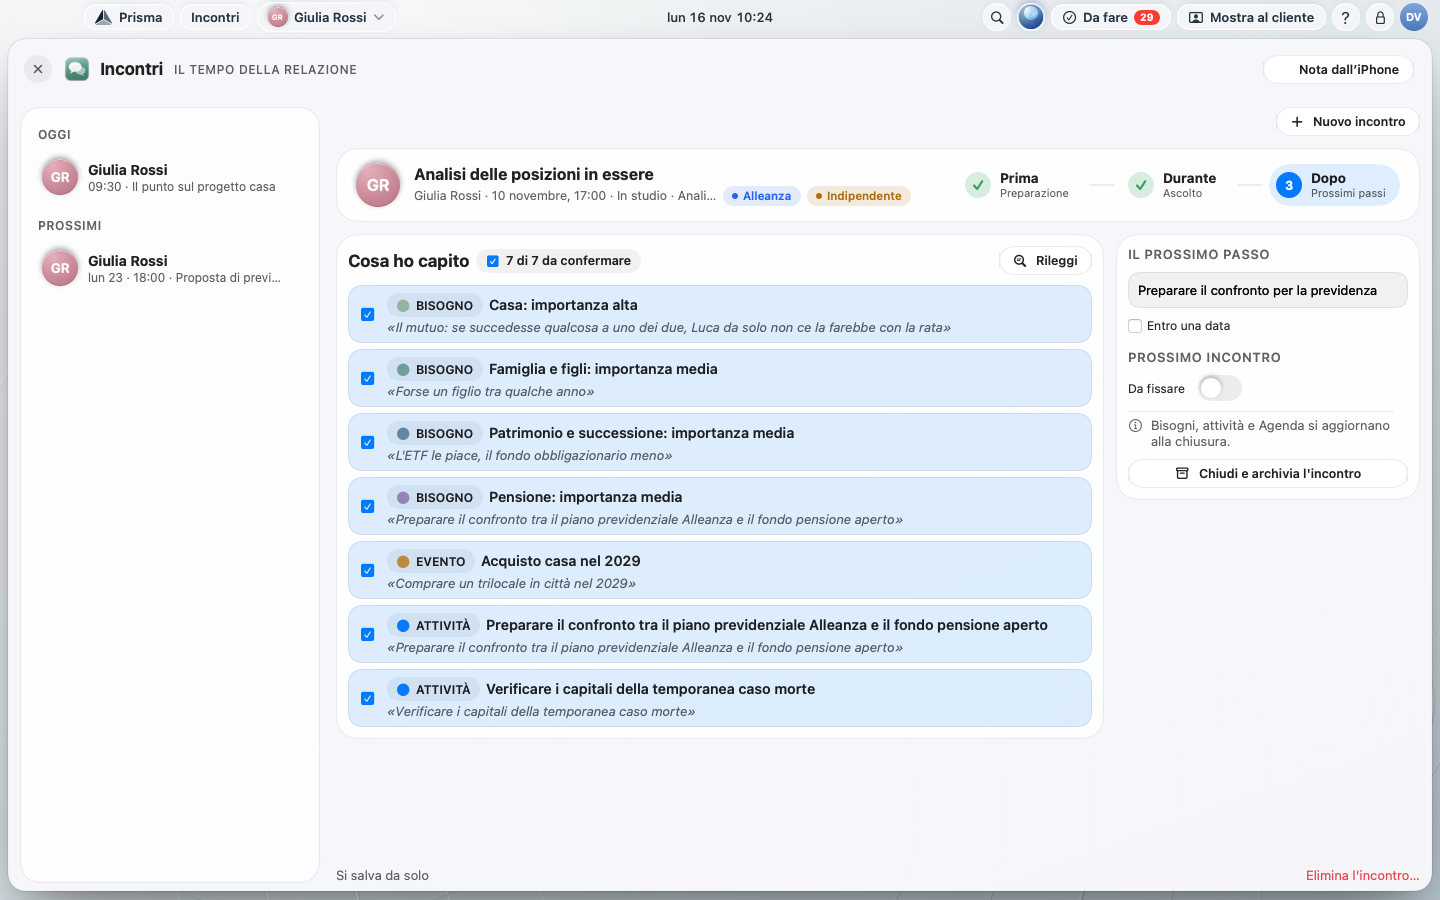 Prisma
Incontri
GR Giulia Rossi
lun 16 nov 10:24
Da fare 29
Mostra al cliente
?
DV
Incontri IL TEMPO DELLA RELAZIONE
Nota dall'iPhone
OGGI
GR
Giulia Rossi
09:30 · Il punto sul progetto casa
PROSSIMI
GR
Giulia Rossi
lun 23 · 18:00 · Proposta di previ...
+ Nuovo incontro
GR
Analisi delle posizioni in essere
Giulia Rossi · 10 novembre, 17:00 · In studio · Anali... Alleanza Indipendente
Prima
Preparazione
Durante
Ascolto
3
Dopo
Prossimi passi
Cosa ho capito 7 di 7 da confermare
Rileggi
BISOGNO Casa: importanza alta
«Il mutuo: se succedesse qualcosa a uno dei due, Luca da solo non ce la farebbe con la rata»
BISOGNO Famiglia e figli: importanza media
«Forse un figlio tra qualche anno»
BISOGNO Patrimonio e successione: importanza media
«L'ETF le piace, il fondo obbligazionario meno»
BISOGNO Pensione: importanza media
«Preparare il confronto tra il piano previdenziale Alleanza e il fondo pensione aperto»
EVENTO Acquisto casa nel 2029
«Comprare un trilocale in città nel 2029»
ATTIVITÀ Preparare il confronto tra il piano previdenziale Alleanza e il fondo pensione aperto
«Preparare il confronto tra il piano previdenziale Alleanza e il fondo pensione aperto»
ATTIVITÀ Verificare i capitali della temporanea caso morte
«Verificare i capitali della temporanea caso morte»
IL PROSSIMO PASSO
Preparare il confronto per la previdenza
Entro una data
PROSSIMO INCONTRO
Da fissare
Bisogni, attività e Agenda si aggiornano
alla chiusura.
Chiudi e archivia l'incontro
Si salva da solo
Elimina l'incontro...